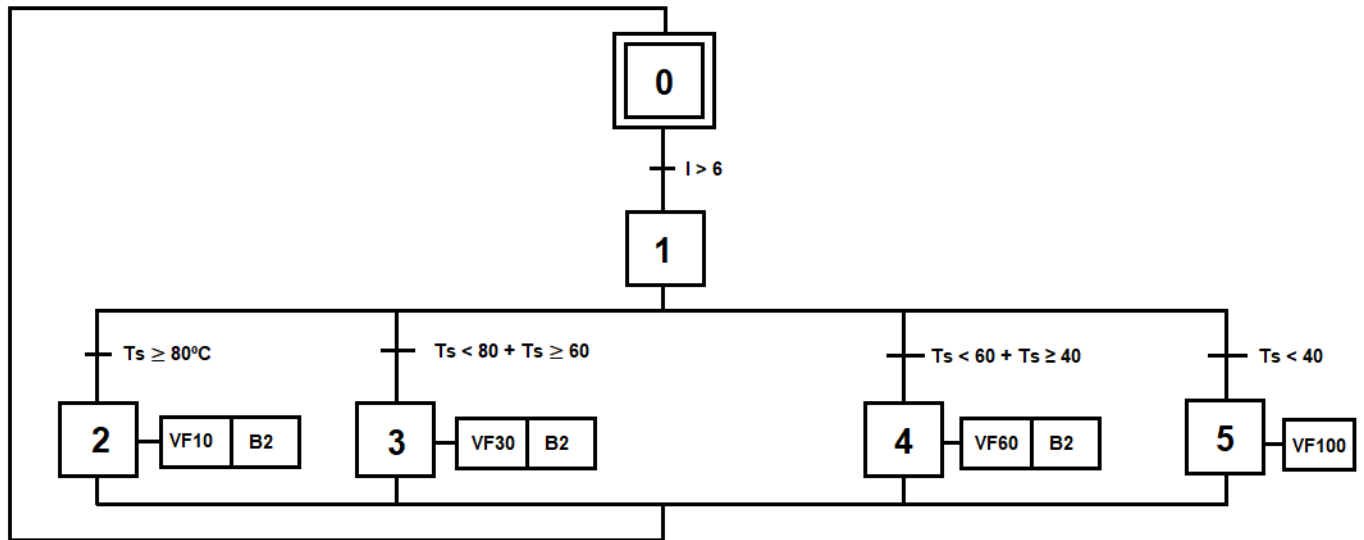 0
I > 6
1
Ts ≥ 80ºC
Ts < 80 + Ts ≥ 60
Ts < 60 + Ts ≥ 40
Ts < 40
2 VF10 B2
3 VF30 B2
4 VF60 B2
5 VF100